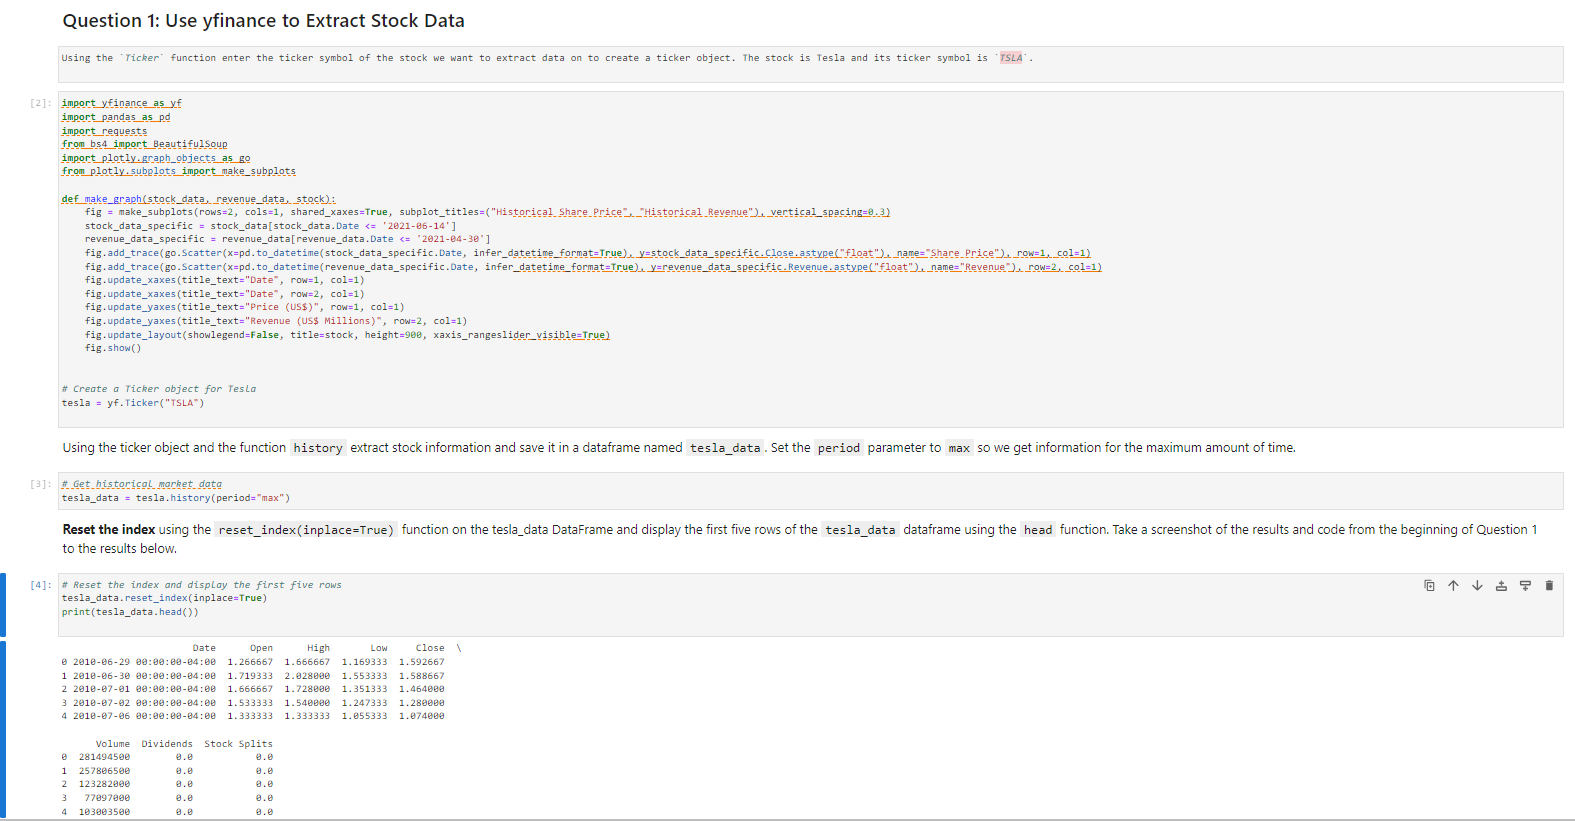 Question 1: Use yfinance to Extract Stock Data
Using the `Ticker` function enter the ticker symbol of the stock we want to extract data on to create a ticker object. The stock is Tesla and its ticker symbol is `TSLA`.
[2]: import yfinance as yf
import pandas as pd
import requests
from bs4 import BeautifulSoup
import plotly.graph_objects as go
from plotly.subplots import make_subplots
def make_graph(stock_data, revenue_data, stock):
    fig = make_subplots(rows=2, cols=1, shared_xaxes=True, subplot_titles=("Historical Share Price", "Historical Revenue"), vertical_spacing=0.3)
    stock_data_specific = stock_data[stock_data.Date <= '2021-06-14']
    revenue_data_specific = revenue_data[revenue_data.Date <= '2021-04-30']
    fig.add_trace(go.Scatter(x=pd.to_datetime(stock_data_specific.Date, infer_datetime_format=True), y=stock_data_specific.Close.astype("float"), name="Share Price"), row=1, col=1)
    fig.add_trace(go.Scatter(x=pd.to_datetime(revenue_data_specific.Date, infer_datetime_format=True), y=revenue_data_specific.Revenue.astype("float"), name="Revenue"), row=2, col=1)
    fig.update_xaxes(title_text="Date", row=1, col=1)
    fig.update_xaxes(title_text="Date", row=2, col=1)
    fig.update_yaxes(title_text="Price (US$)", row=1, col=1)
    fig.update_yaxes(title_text="Revenue (US$ Millions)", row=2, col=1)
    fig.update_layout(showlegend=False, title=stock, height=900, xaxis_rangeslider_visible=True)
    fig.show()
# Create a Ticker object for Tesla
tesla = yf.Ticker("TSLA")
Using the ticker object and the function history extract stock information and save it in a dataframe named tesla_data. Set the period parameter to max so we get information for the maximum amount of time.
[3]: # Get historical market data
tesla_data = tesla.history(period="max")
Reset the index using the reset_index(inplace=True) function on the tesla_data DataFrame and display the first five rows of the tesla_data dataframe using the head function. Take a screenshot of the results and code from the beginning of Question 1
to the results below.
[4]: # Reset the index and display the first five rows
tesla_data.reset_index(inplace=True)
print(tesla_data.head())
Date Open High Low Close \
0 2010-06-29 00:00:00-04:00 1.266667 1.666667 1.169333 1.592667
1 2010-06-30 00:00:00-04:00 1.719333 2.028000 1.553333 1.588667
2 2010-07-01 00:00:00-04:00 1.666667 1.728000 1.351333 1.464000
3 2010-07-02 00:00:00-04:00 1.533333 1.540000 1.247333 1.280000
4 2010-07-06 00:00:00-04:00 1.333333 1.333333 1.055333 1.074000
Volume Dividends Stock Splits
0 281494500 0.0 0.0
1 257806500 0.0 0.0
2 123282000 0.0 0.0
3 77097000 0.0 0.0
4 103003500 0.0 0.0